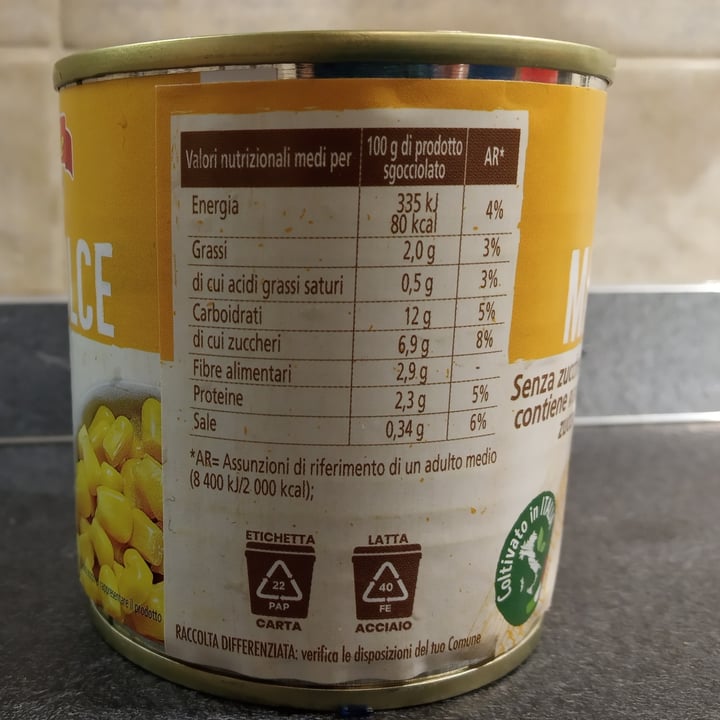 LCE
Valori nutrizionali medi per 100 g di prodotto sgocciolato AR*
Energia 335 kJ 80 kcal 4%
Grassi 2,0 g 3%
di cui acidi grassi saturi 0,5 g 3%
Carboidrati 12 g 5%
di cui zuccheri 6,9 g 8%
Fibre alimentari 2,9 g
Proteine 2,3 g 5%
Sale 0,34 g 6%
*AR= Assunzioni di riferimento di un adulto medio
(8 400 kJ/2 000 kcal);
ETICHETTA
22
PAP
CARTA
LATTA
40
FE
ACCIAIO
RACCOLTA DIFFERENZIATA: verifica le disposizioni del tuo Comune
rappresentare il prodotto
M
Senza
contiene
Coltivato in ITALIA